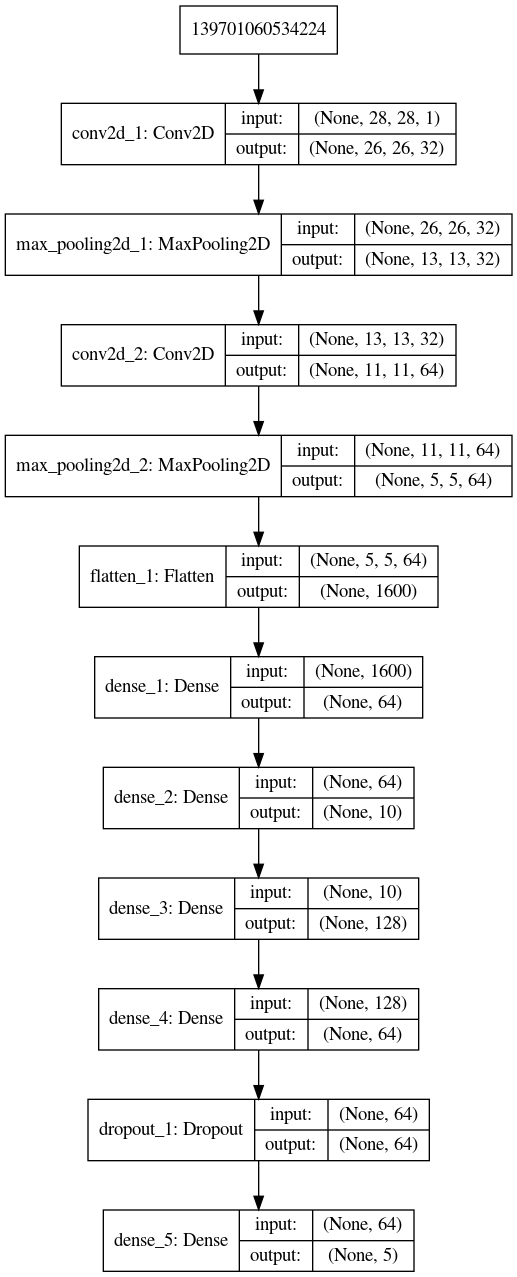 139701060534224
conv2d_1: Conv2D
input: (None, 28, 28, 1)
output: (None, 26, 26, 32)
max_pooling2d_1: MaxPooling2D
input: (None, 26, 26, 32)
output: (None, 13, 13, 32)
conv2d_2: Conv2D
input: (None, 13, 13, 32)
output: (None, 11, 11, 64)
max_pooling2d_2: MaxPooling2D
input: (None, 11, 11, 64)
output: (None, 5, 5, 64)
flatten_1: Flatten
input: (None, 5, 5, 64)
output: (None, 1600)
dense_1: Dense
input: (None, 1600)
output: (None, 64)
dense_2: Dense
input: (None, 64)
output: (None, 10)
dense_3: Dense
input: (None, 10)
output: (None, 128)
dense_4: Dense
input: (None, 128)
output: (None, 64)
dropout_1: Dropout
input: (None, 64)
output: (None, 64)
dense_5: Dense
input: (None, 64)
output: (None, 5)